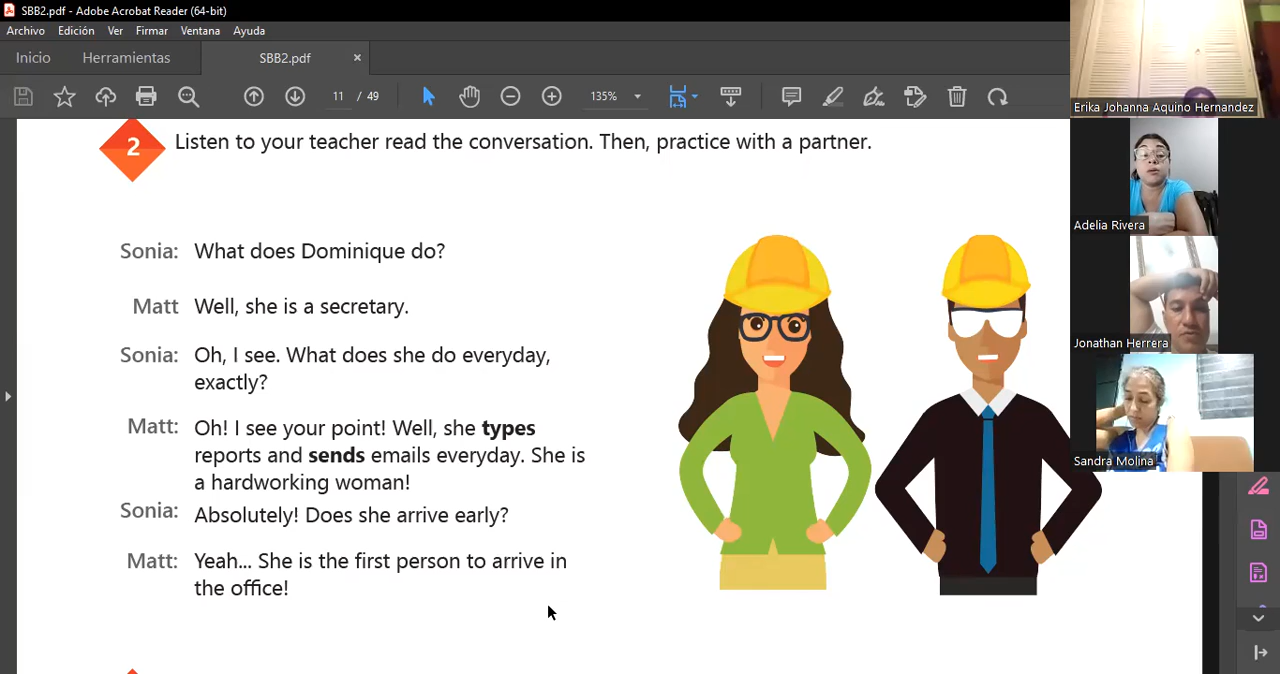 SBB2.pdf - Adobe Acrobat Reader (64-bit)
Archivo Edición Ver Firmar Ventana Ayuda
Inicio Herramientas SBB2.pdf ×
11 / 49 135%
2 Listen to your teacher read the conversation. Then, practice with a partner.
Sonia: What does Dominique do?
Matt Well, she is a secretary.
Sonia: Oh, I see. What does she do everyday,
exactly?
Matt: Oh! I see your point! Well, she types
reports and sends emails everyday. She is
a hardworking woman!
Sonia: Absolutely! Does she arrive early?
Matt: Yeah... She is the first person to arrive in
the office!
Erika Johanna Aquino Hernandez
Adelia Rivera
Jonathan Herrera
Sandra Molina